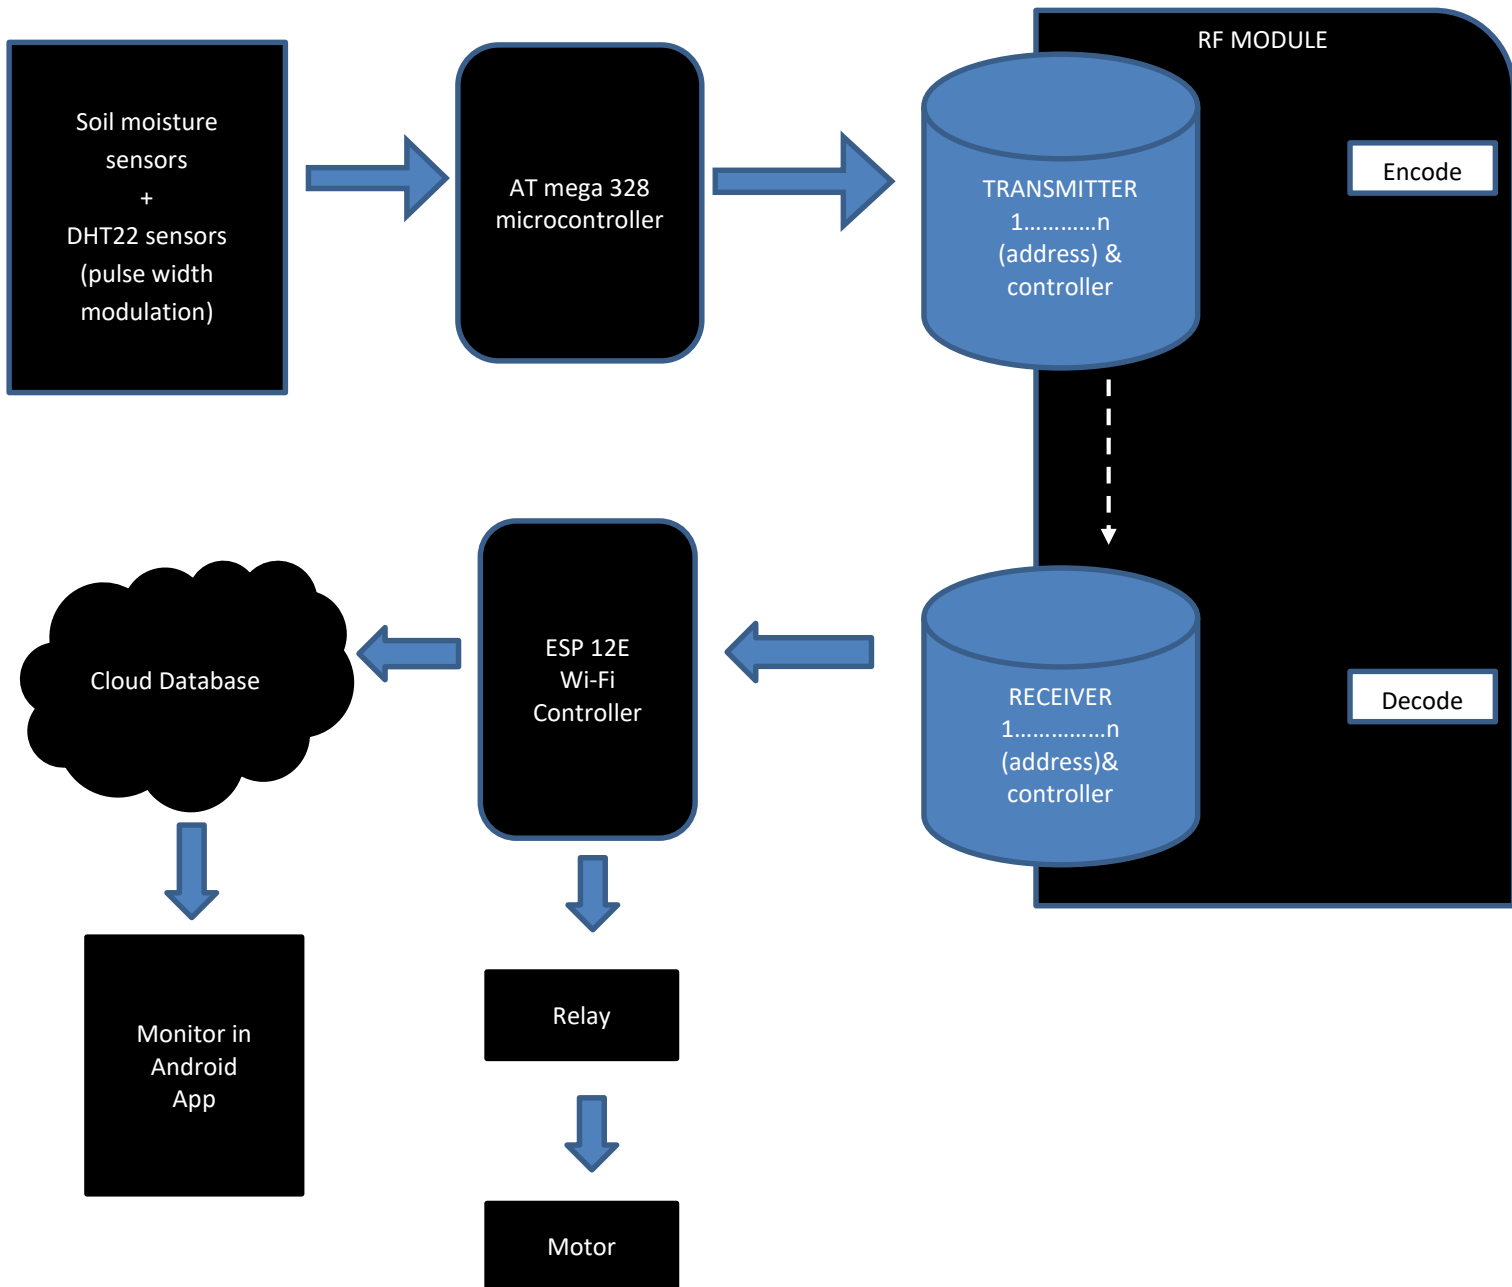 RF MODULE
Soil moisture
sensors
+
DHT22 sensors
(pulse width
modulation)
AT mega 328
microcontroller
TRANSMITTER
1…………n
(address) &
controller
Encode
Cloud Database
ESP 12E
Wi-Fi
Controller
RECEIVER
1……………n
(address)&
controller
Decode
Monitor in
Android
App
Relay
Motor